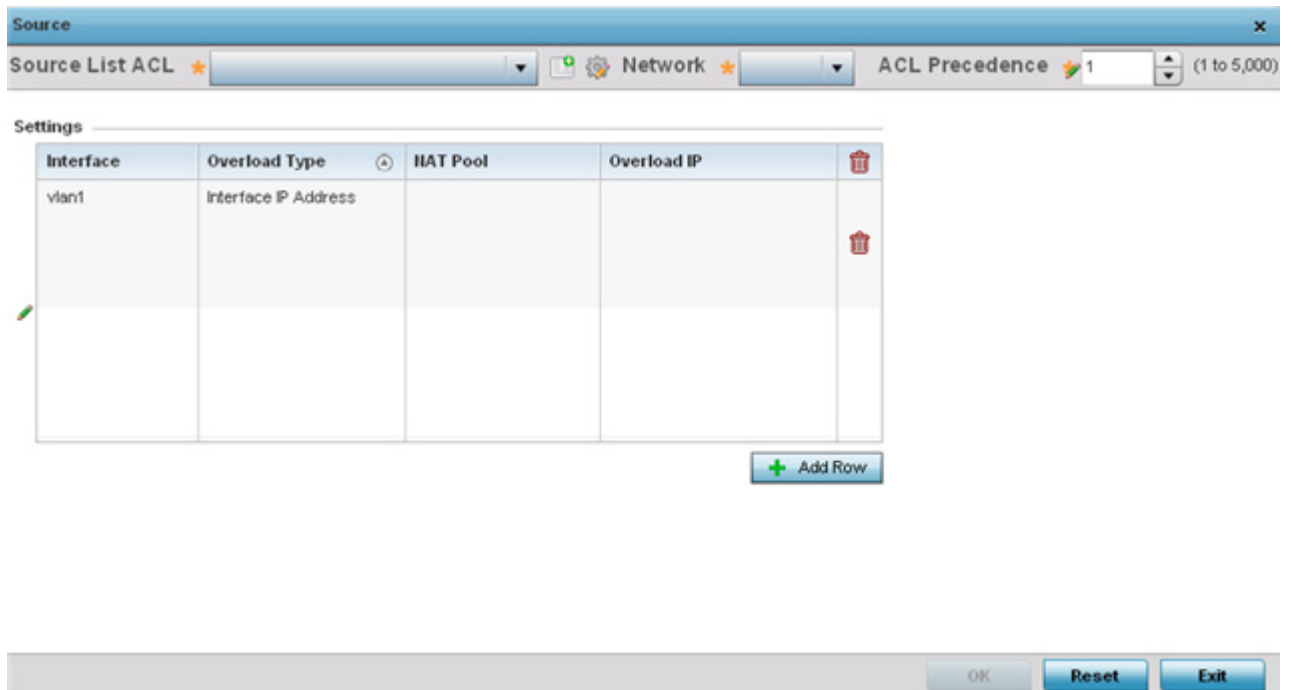 Source
Source List ACL Network ACL Precedence 1 (1 to 5,000)
Settings
Interface Overload Type NAT Pool Overload IP
vlan1 Interface IP Address
Add Row
OK Reset Exit